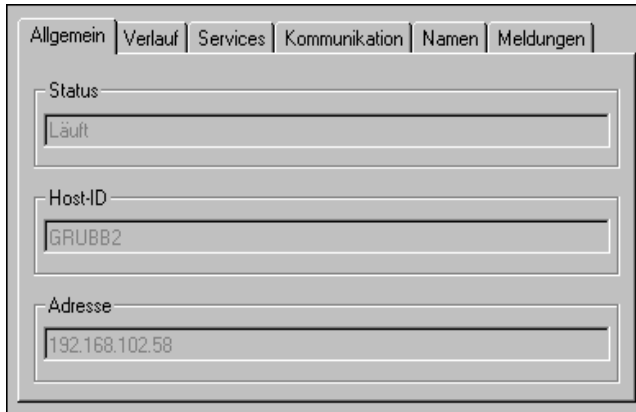 Allgemein Verlauf Services Kommunikation Namen Meldungen
Status
Läuft
Host-ID
GRUBB2
Adresse
192.168.102.58